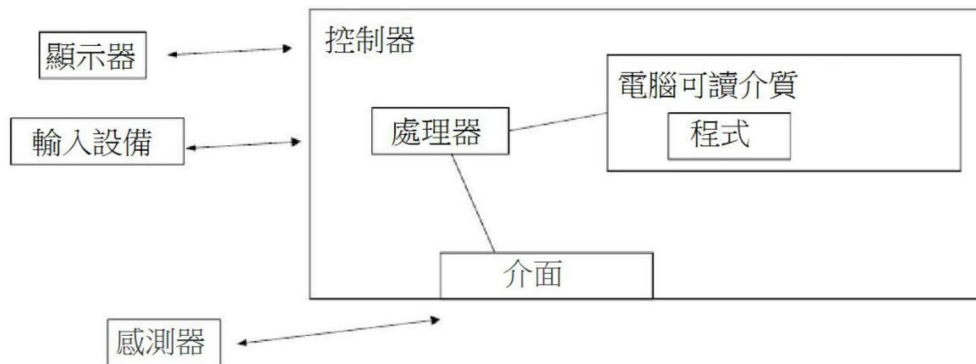 控制器
顯示器
電腦可讀介質
輸入設備
處理器
程式
介面
感測器